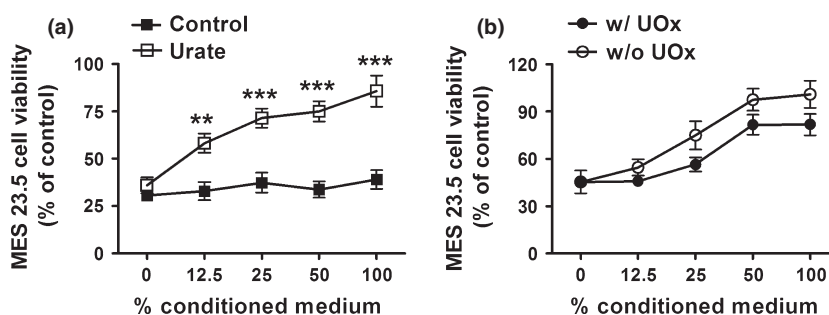 (a)
Control
Urate
MES 23.5 cell viability
(% of control)
100
75
50
25
0
**
***
***
***
0 12.5 25 50 100
% conditioned medium
(b)
w/ UOx
w/o UOx
MES 23.5 cell viability
(% of control)
120
90
60
30
0
0 12.5 25 50 100
% conditioned medium